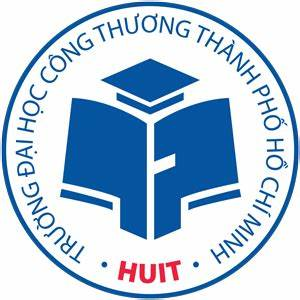 TRƯỜNG ĐẠI HỌC CÔNG THƯƠNG THÀNH PHỐ HỒ CHÍ MINH
HUIT